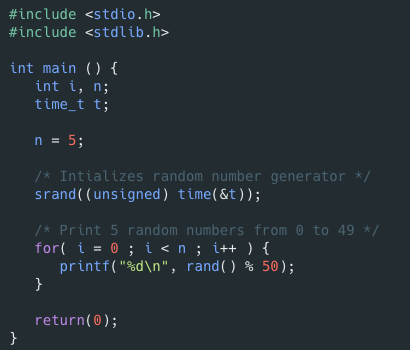 #include <stdio.h>
#include <stdlib.h>

int main () {
   int i, n;
   time_t t;

   n = 5;

   /* Intializes random number generator */
   srand((unsigned) time(&t));

   /* Print 5 random numbers from 0 to 49 */
   for( i = 0 ; i < n ; i++ ) {
      printf("%d\n", rand() % 50);
   }

   return(0);
}